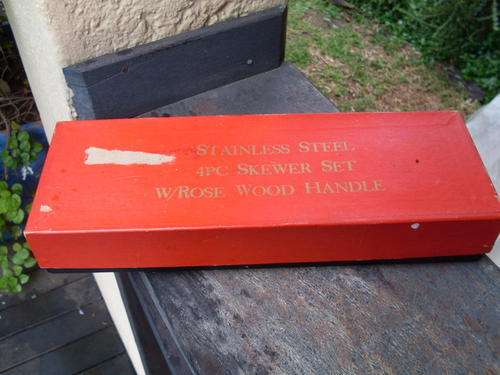 STAINLESS STEEL
4PC SKEWER SET
W/ROSE WOOD HANDLE